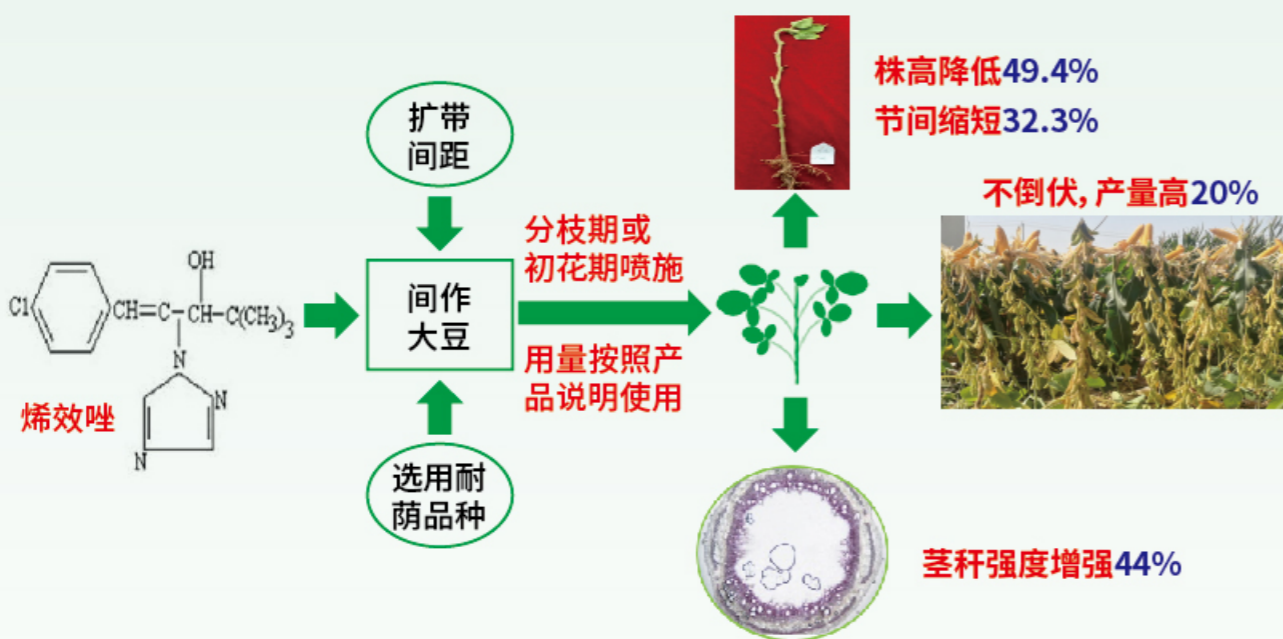 扩带
间距
选用耐
荫品种
间作
大豆
OH
Cl
CH=C-CH-C(CH₃)₃
N
N
N
烯效唑
分枝期或
初花期喷施
用量按照产
品说明使用
株高降低49.4%
节间缩短32.3%
不倒伏,产量高20%
茎秆强度增强44%